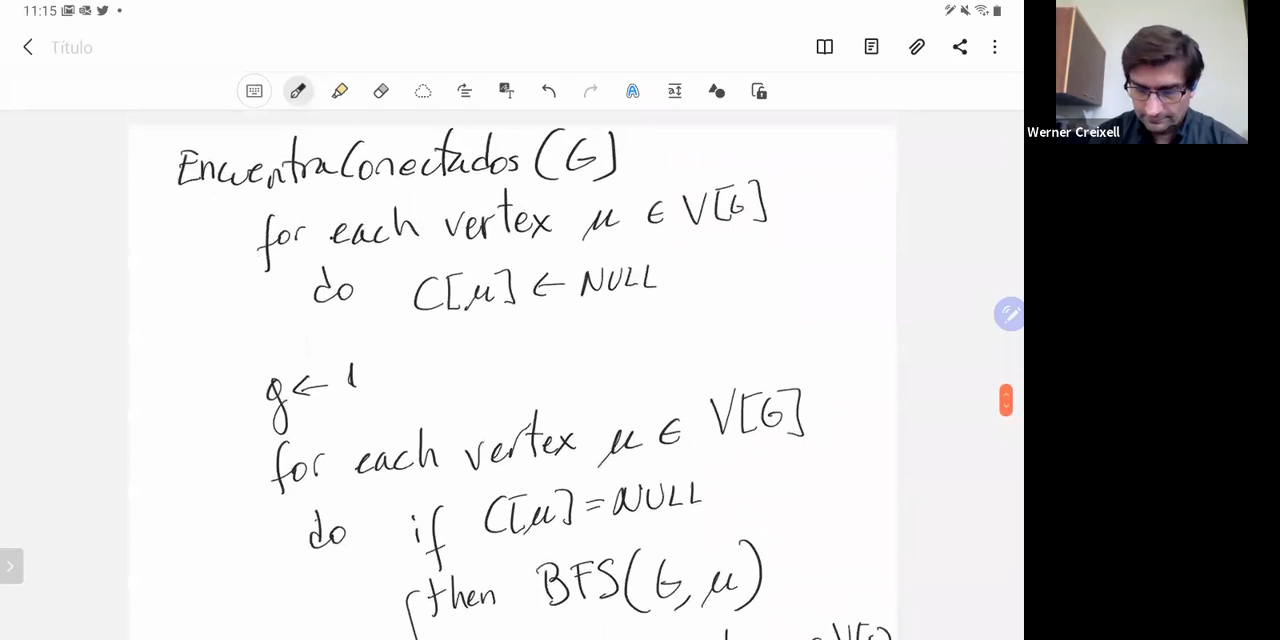 11:15
Título
Werner Creixell
EncuentraConectados (G)
for each vertex μ ∈ V[G]
do C[μ] ← NULL
g ← 1
for each vertex μ ∈ V[G]
do if C[μ] = NULL
then BFS(G, μ)